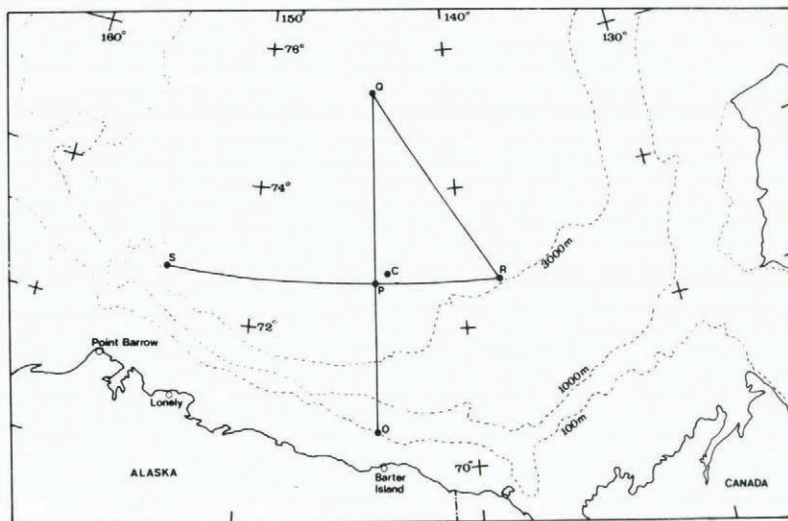 160°
150°
140°
130°
76°
Q
74°
S
C
R
P
3000m
72°
Point Barrow
Lonely
1000m
100m
O
70°
ALASKA
Barter
Island
CANADA